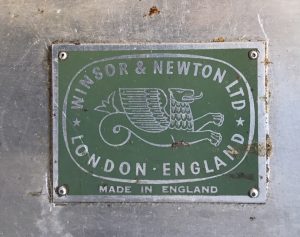 WINSOR & NEWTON LTD
LONDON · ENGLAND
MADE IN ENGLAND